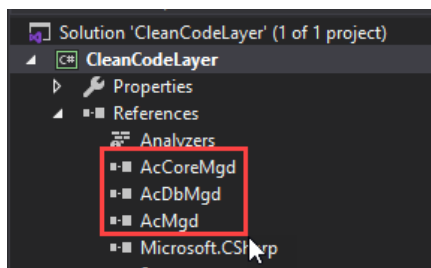 Solution 'CleanCodeLayer' (1 of 1 project)
C# CleanCodeLayer
Properties
References
Analyzers
AcCoreMgd
AcDbMgd
AcMgd
Microsoft.CSharp